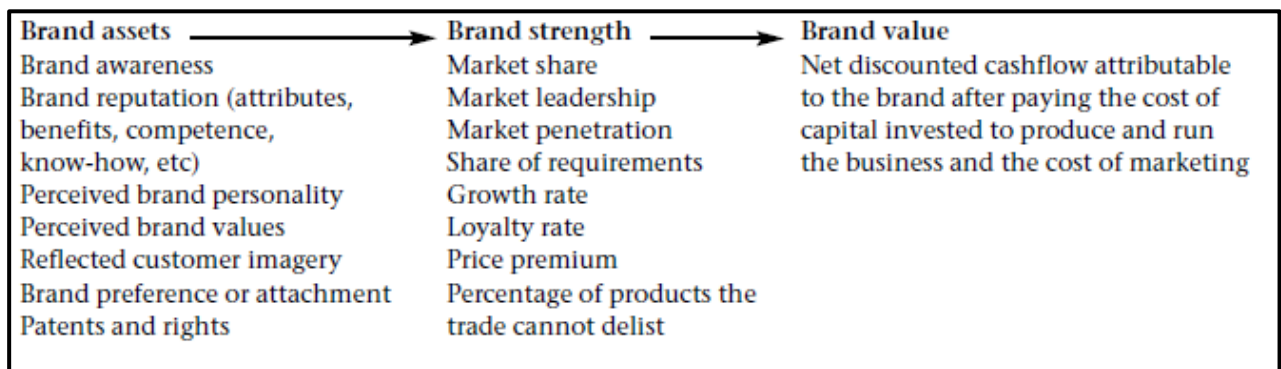 Brand assets Brand strength Brand value
Brand awareness Market share Net discounted cashflow attributable
Brand reputation (attributes, Market leadership to the brand after paying the cost of
benefits, competence, Market penetration capital invested to produce and run
know-how, etc) Share of requirements the business and the cost of marketing
Perceived brand personality Growth rate
Perceived brand values Loyalty rate
Reflected customer imagery Price premium
Brand preference or attachment Percentage of products the
Patents and rights trade cannot delist